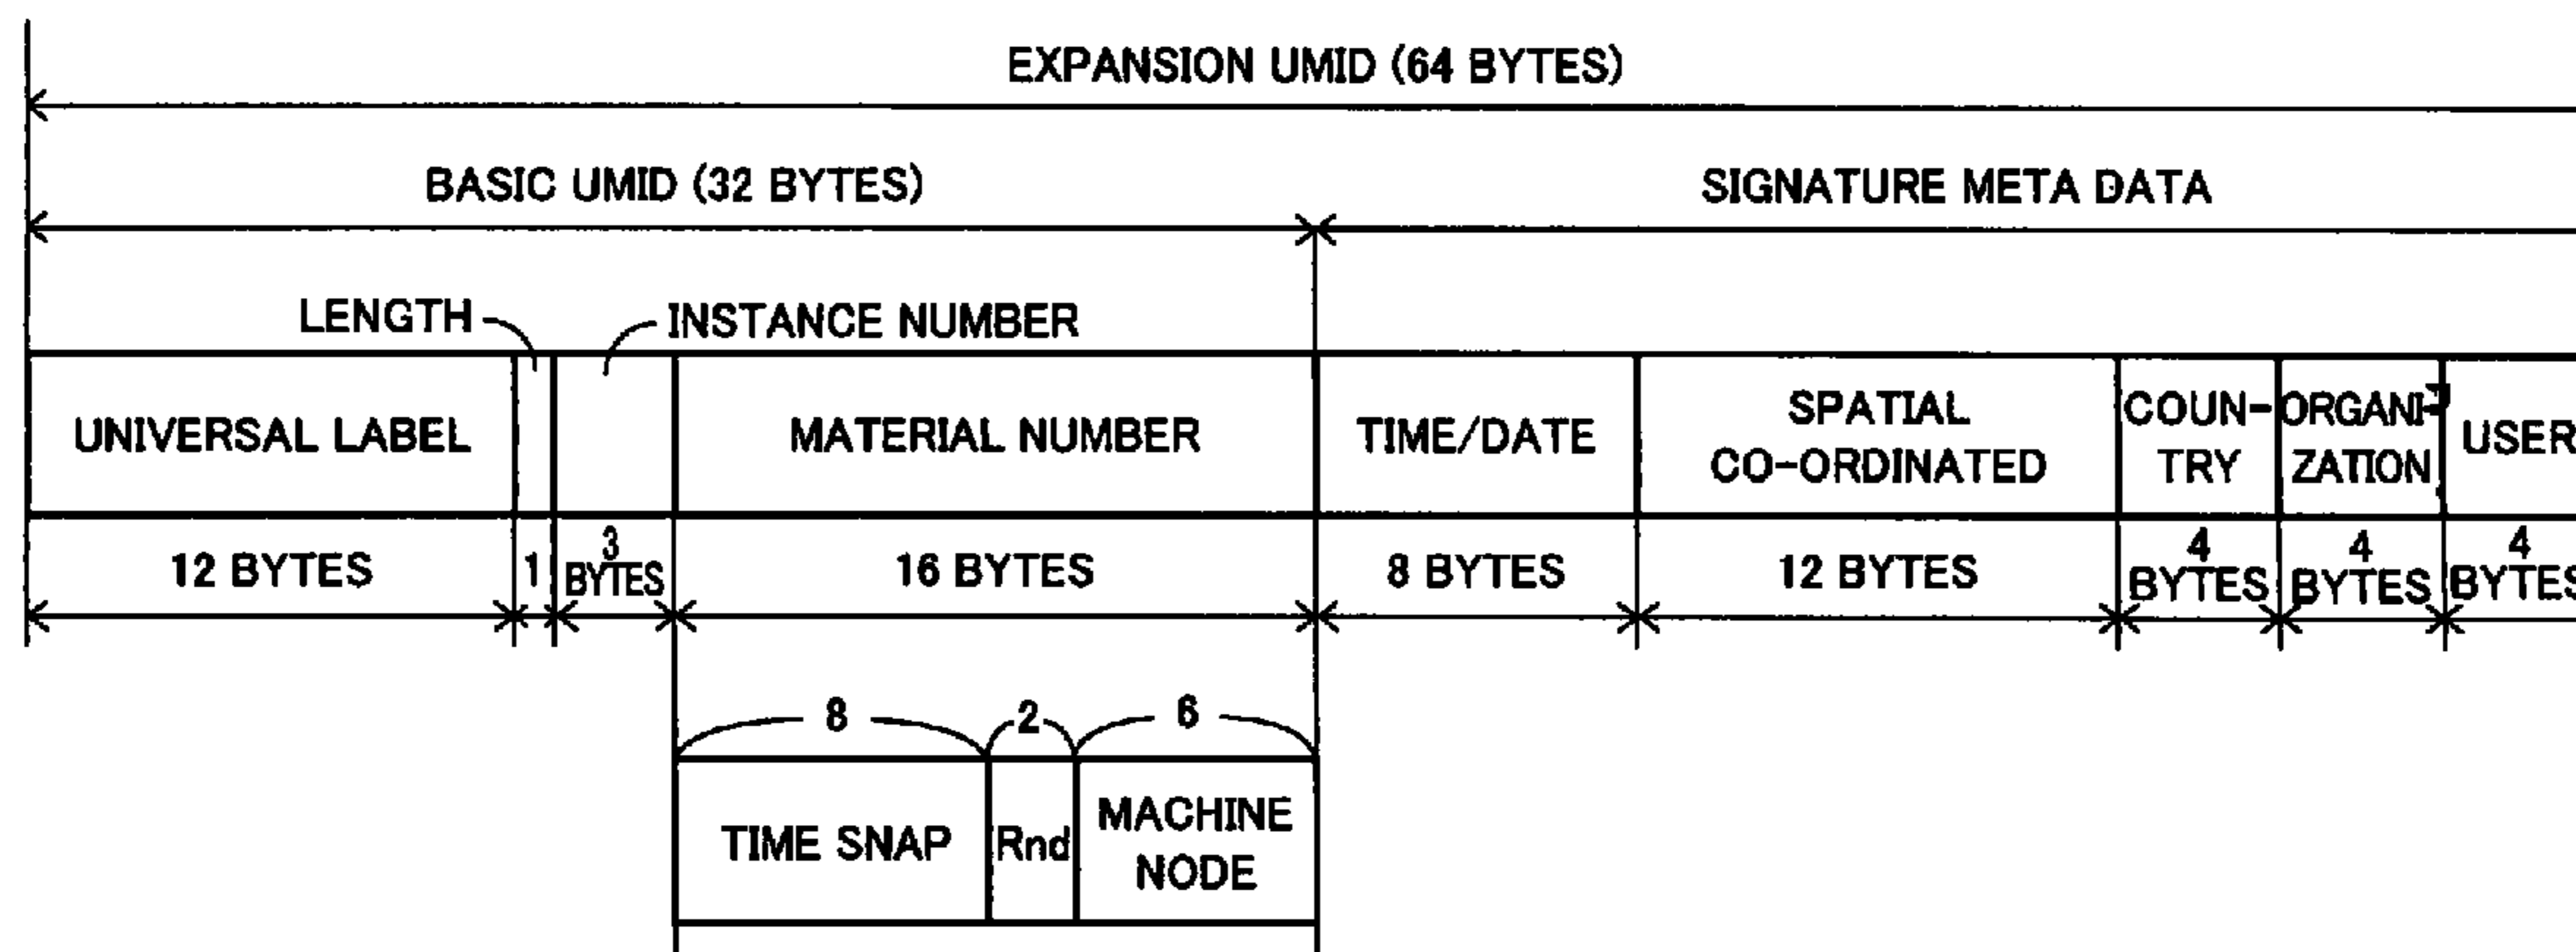 EXPANSION UMID (64 BYTES)
BASIC UMID (32 BYTES)
SIGNATURE META DATA
LENGTH
INSTANCE NUMBER
UNIVERSAL LABEL
MATERIAL NUMBER
TIME/DATE
SPATIAL
CO-ORDINATED
COUN-
TRY
ORGANI-
ZATION
USER
12 BYTES
1
3
BYTES
16 BYTES
8 BYTES
12 BYTES
4
BYTES
4
BYTES
4
BYTES
8
2
6
TIME SNAP
Rnd
MACHINE
NODE